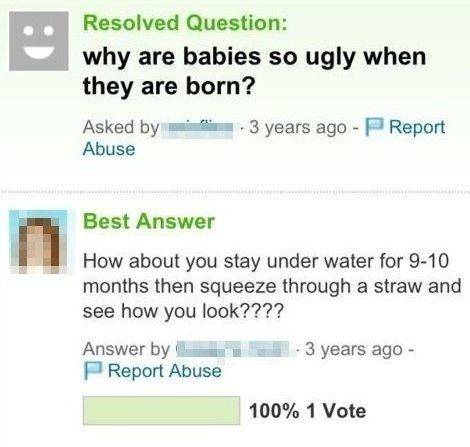 Resolved Question:
why are babies so ugly when
they are born?
Asked by · 3 years ago - Report
Abuse
Best Answer
How about you stay under water for 9-10
months then squeeze through a straw and
see how you look????
Answer by · 3 years ago -
Report Abuse
100% 1 Vote